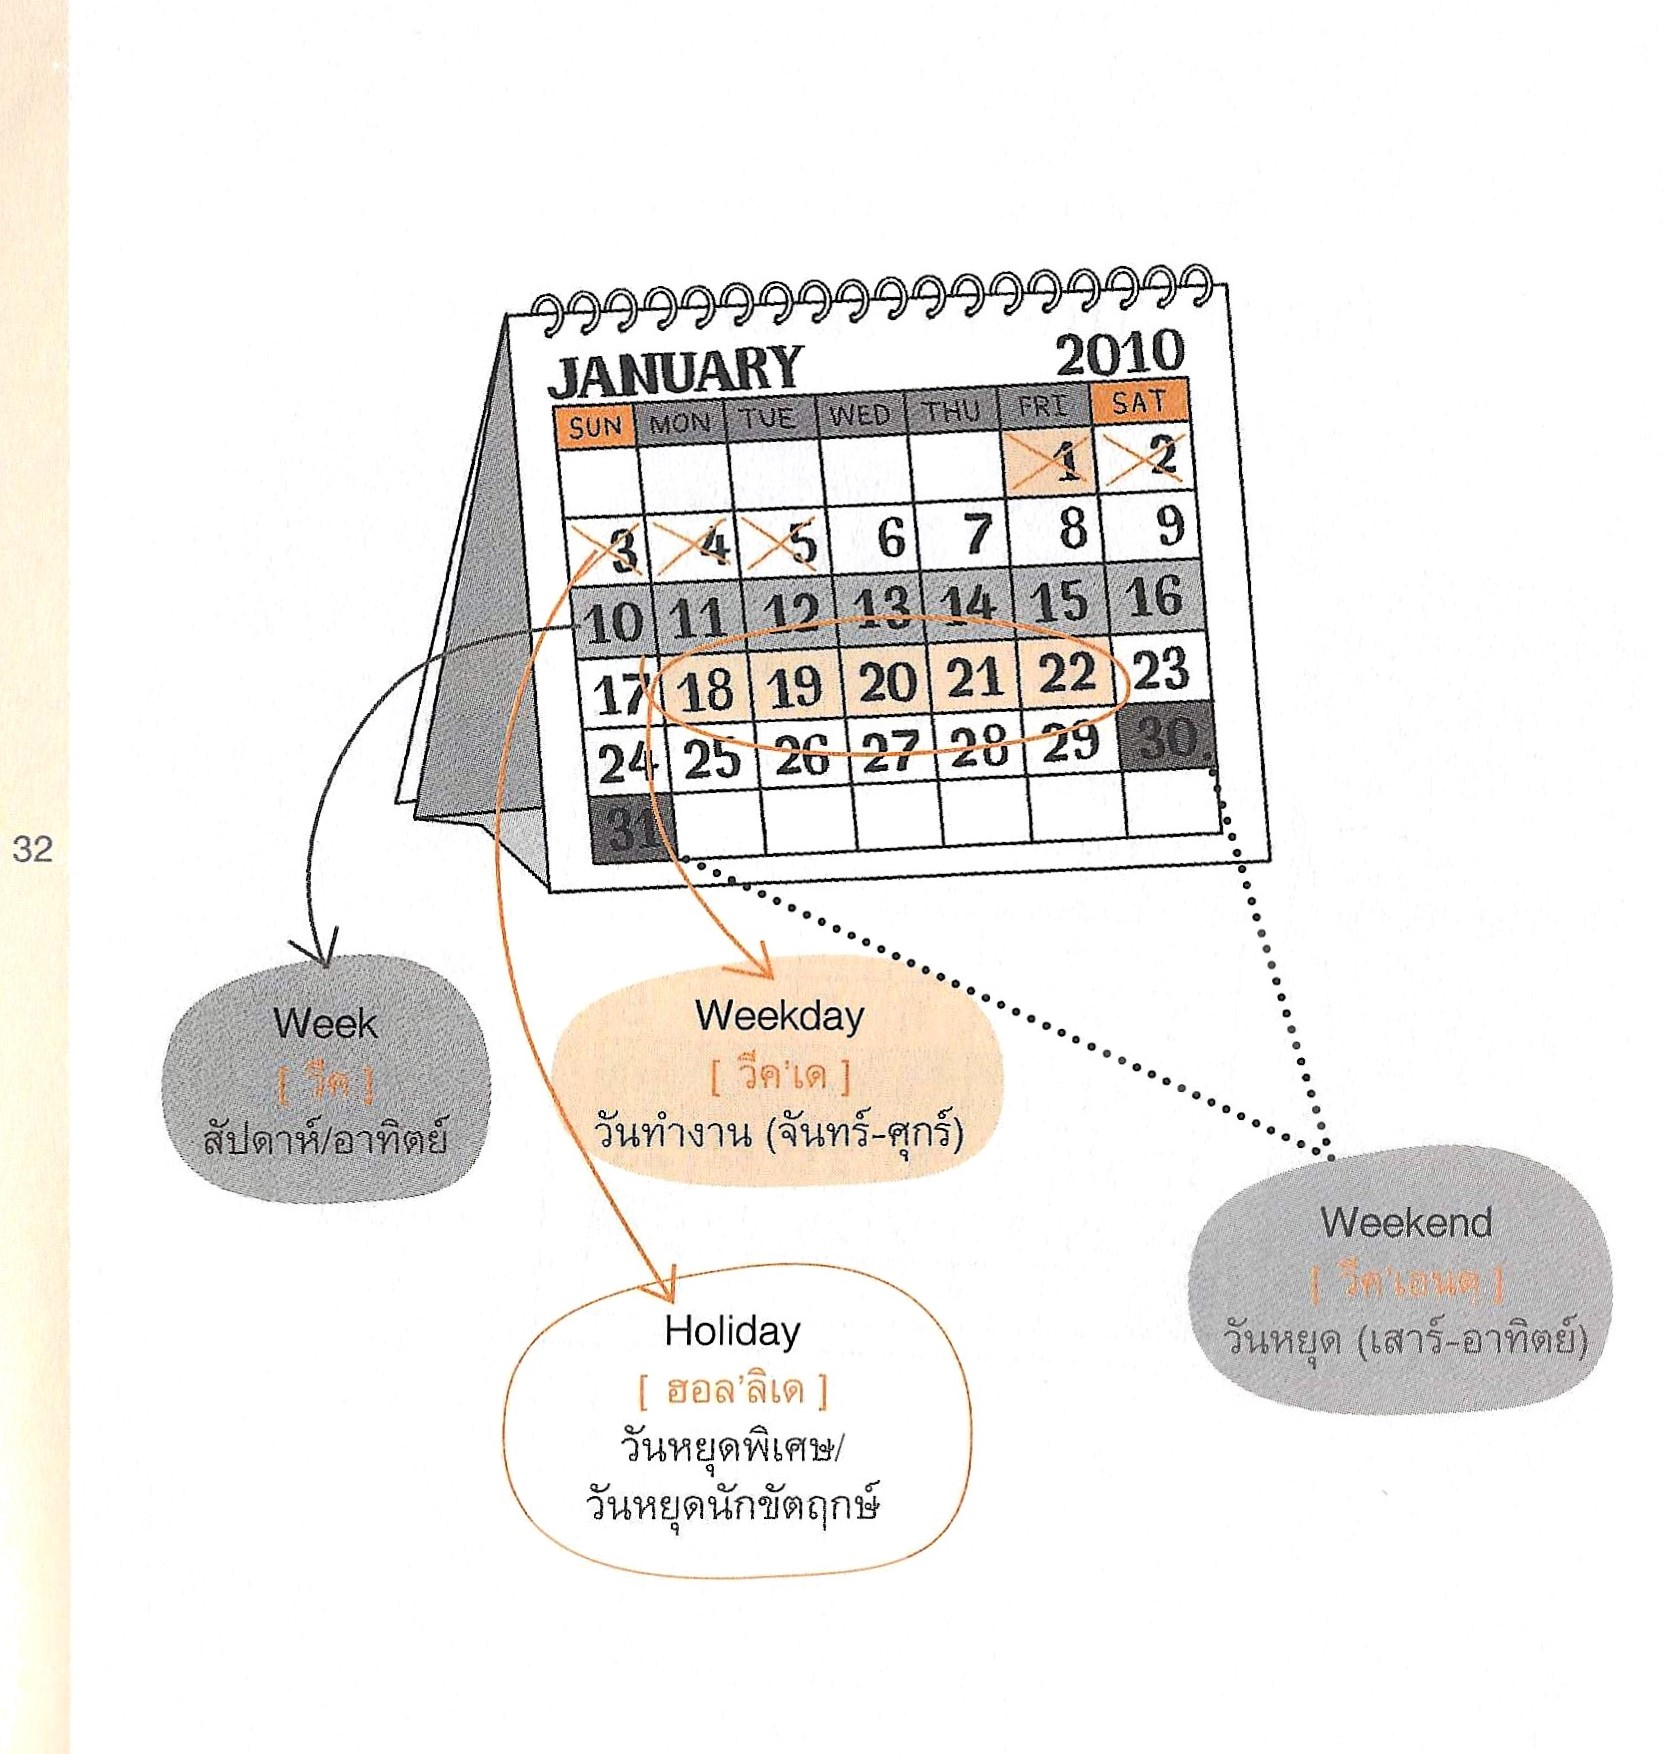 JANUARY 2010
SUN MON TUE WED THU FRI SAT
1 2
3 4 5 6 7 8 9
10 11 12 13 14 15 16
17 18 19 20 21 22 23
24 25 26 27 28 29 30
31
32
Week
[ วีค ]
สัปดาห์/อาทิตย์
Weekday
[ วีค'เด ]
วันทำงาน (จันทร์-ศุกร์)
Weekend
[ วีค'เอนดฺ ]
วันหยุด (เสาร์-อาทิตย์)
Holiday
[ ฮอล'ลิเด ]
วันหยุดพิเศษ/
วันหยุดนักขัตฤกษ์